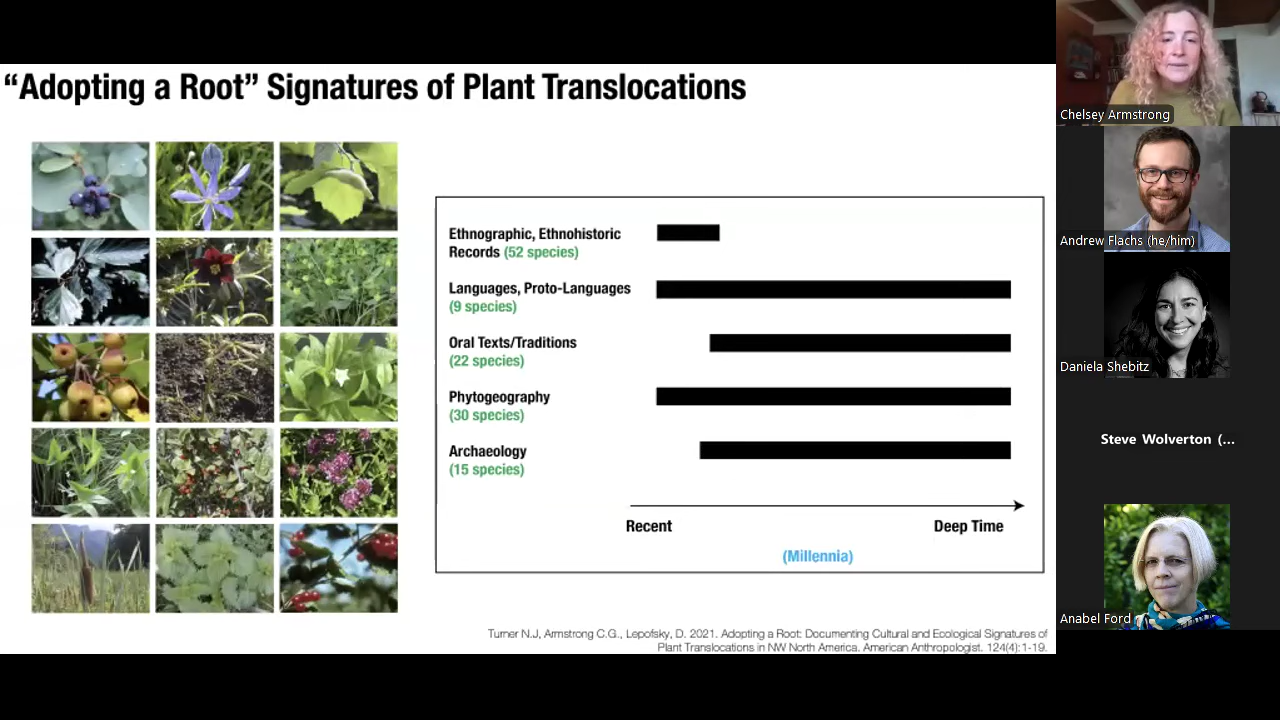 “Adopting a Root” Signatures of Plant Translocations
Ethnographic, Ethnohistoric
Records (52 species)
Languages, Proto-Languages
(9 species)
Oral Texts/Traditions
(22 species)
Phytogeography
(30 species)
Archaeology
(15 species)
Recent
Deep Time
(Millennia)
Turner N.J, Armstrong C.G., Lepofsky, D. 2021. Adopting a Root: Documenting Cultural and Ecological Signatures of
Plant Translocations in NW North America. American Anthropologist. 124(4):1-19.
Chelsey Armstrong
Andrew Flachs (he/him)
Daniela Shebitz
Steve Wolverton (...
Anabel Ford